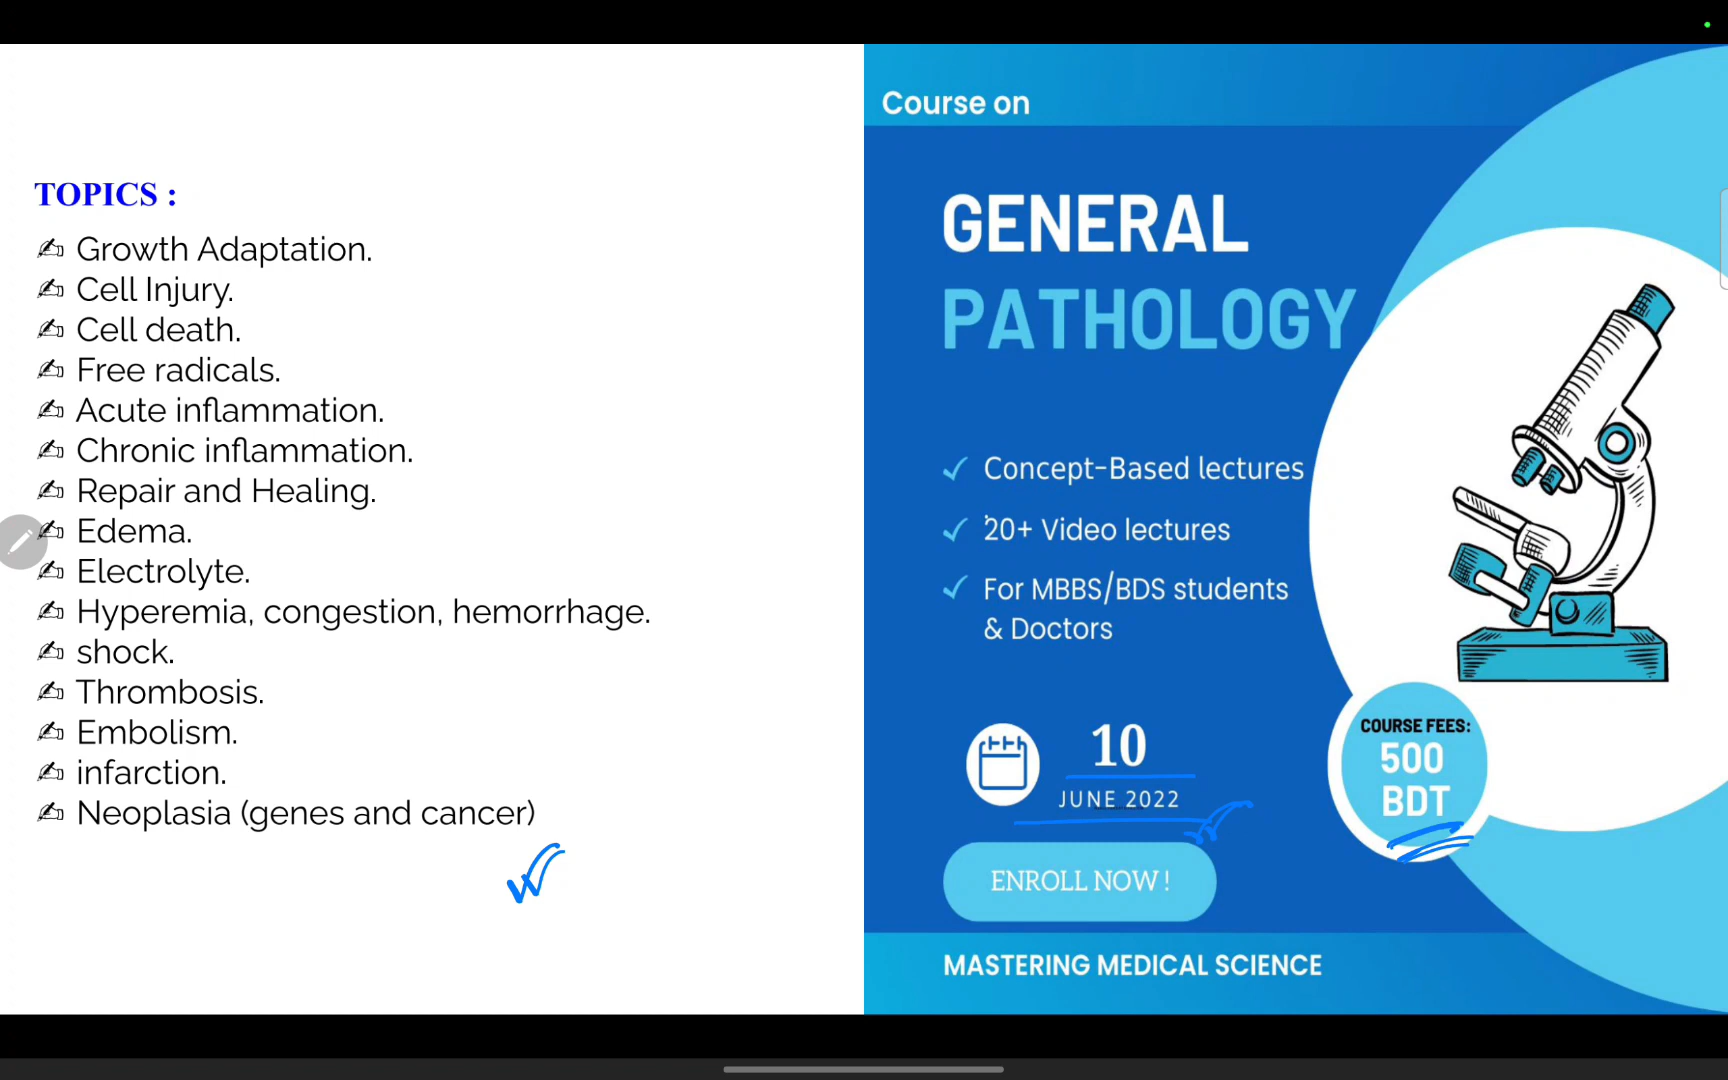 TOPICS :
Growth Adaptation.
Cell Injury.
Cell death.
Free radicals.
Acute inflammation.
Chronic inflammation.
Repair and Healing.
Edema.
Electrolyte.
Hyperemia, congestion, hemorrhage.
shock.
Thrombosis.
Embolism.
infarction.
Neoplasia (genes and cancer)
Course on
GENERAL
PATHOLOGY
Concept-Based lectures
20+ Video lectures
For MBBS/BDS students
& Doctors
10
JUNE 2022
COURSE FEES:
500
BDT
ENROLL NOW !
MASTERING MEDICAL SCIENCE